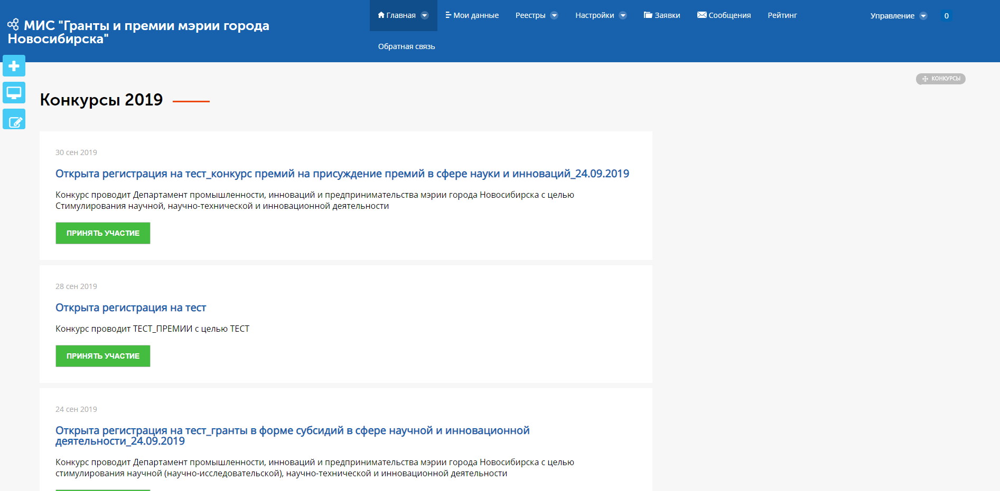 МИС "Гранты и премии мэрии города
Новосибирска"
Главная
Мои данные
Реестры
Настройки
Заявки
Сообщения
Рейтинг
Управление
0
Обратная связь
КОНКУРСЫ
Конкурсы 2019
30 сен 2019
Открыта регистрация на тест_конкурс премий на присуждение премий в сфере науки и инноваций_24.09.2019
Конкурс проводит Департамент промышленности, инноваций и предпринимательства мэрии города Новосибирска с целью
Стимулирования научной, научно-технической и инновационной деятельности
ПРИНЯТЬ УЧАСТИЕ
28 сен 2019
Открыта регистрация на тест
Конкурс проводит ТЕСТ_ПРЕМИИ с целью ТЕСТ
ПРИНЯТЬ УЧАСТИЕ
24 сен 2019
Открыта регистрация на тест_гранты в форме субсидий в сфере научной и инновационной
деятельности_24.09.2019
Конкурс проводит Департамент промышленности, инноваций и предпринимательства мэрии города Новосибирска с целью
стимулирования научной (научно-исследовательской), научно-технической и инновационной деятельности